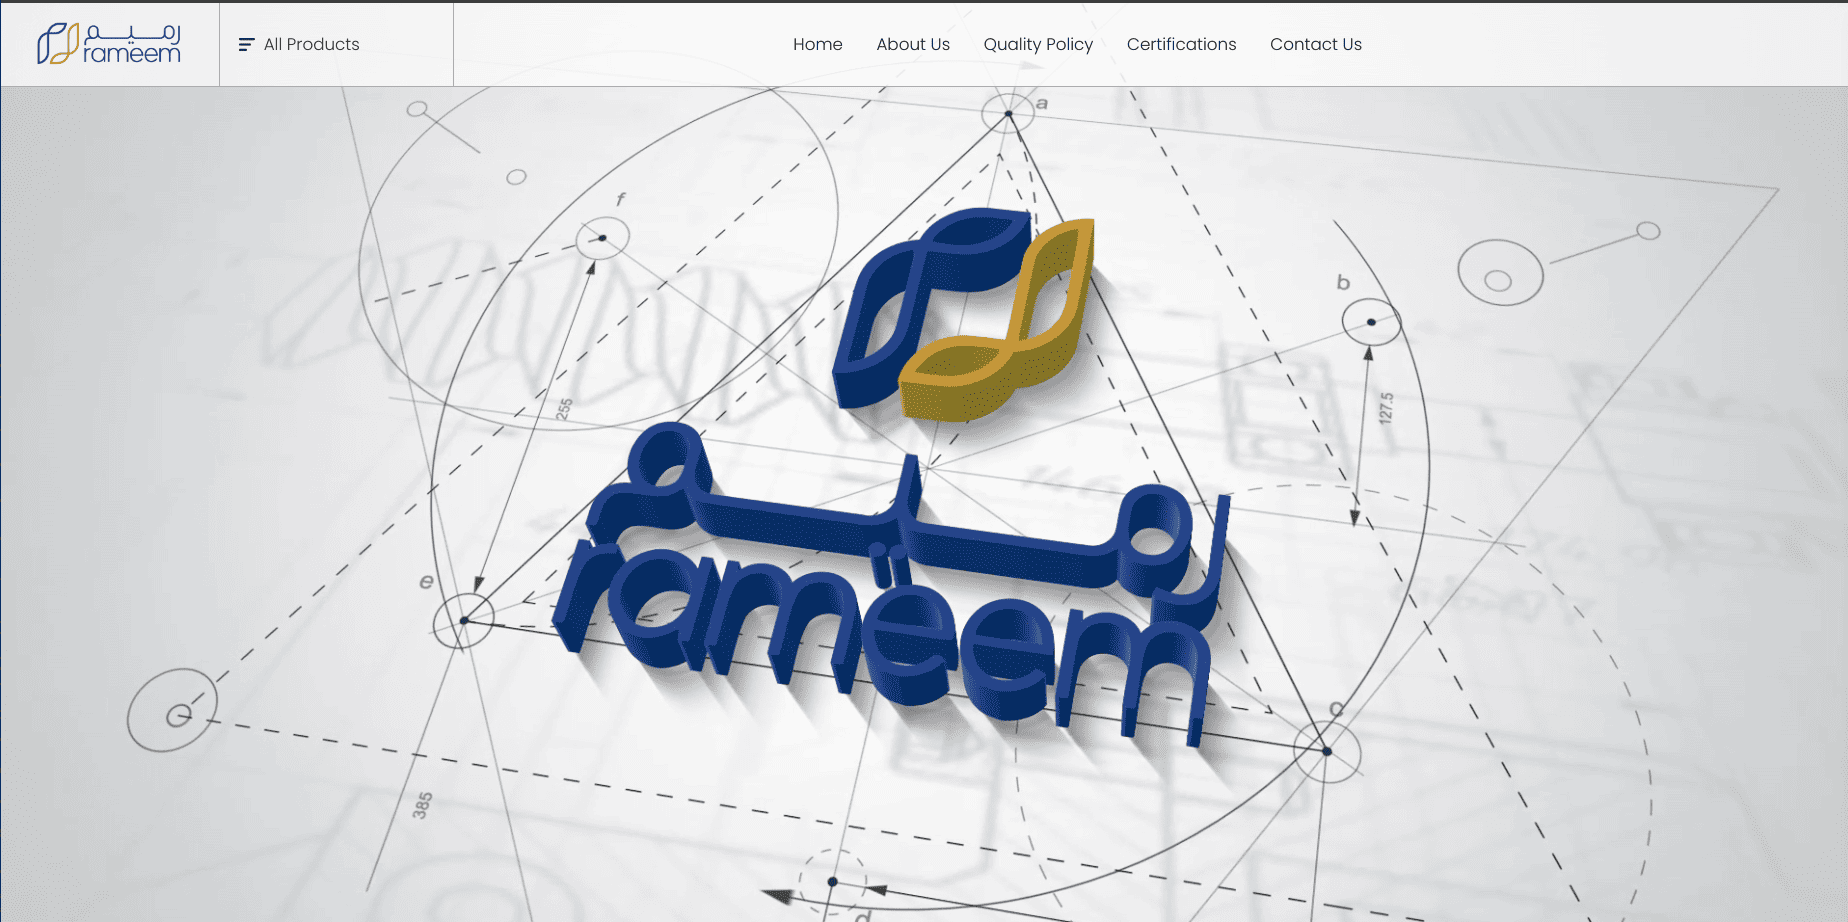 رميم
rameem
All Products
Home
About Us
Quality Policy
Certifications
Contact Us
a
f
b
255
127.5
رميم
rameem
e
c
385
d